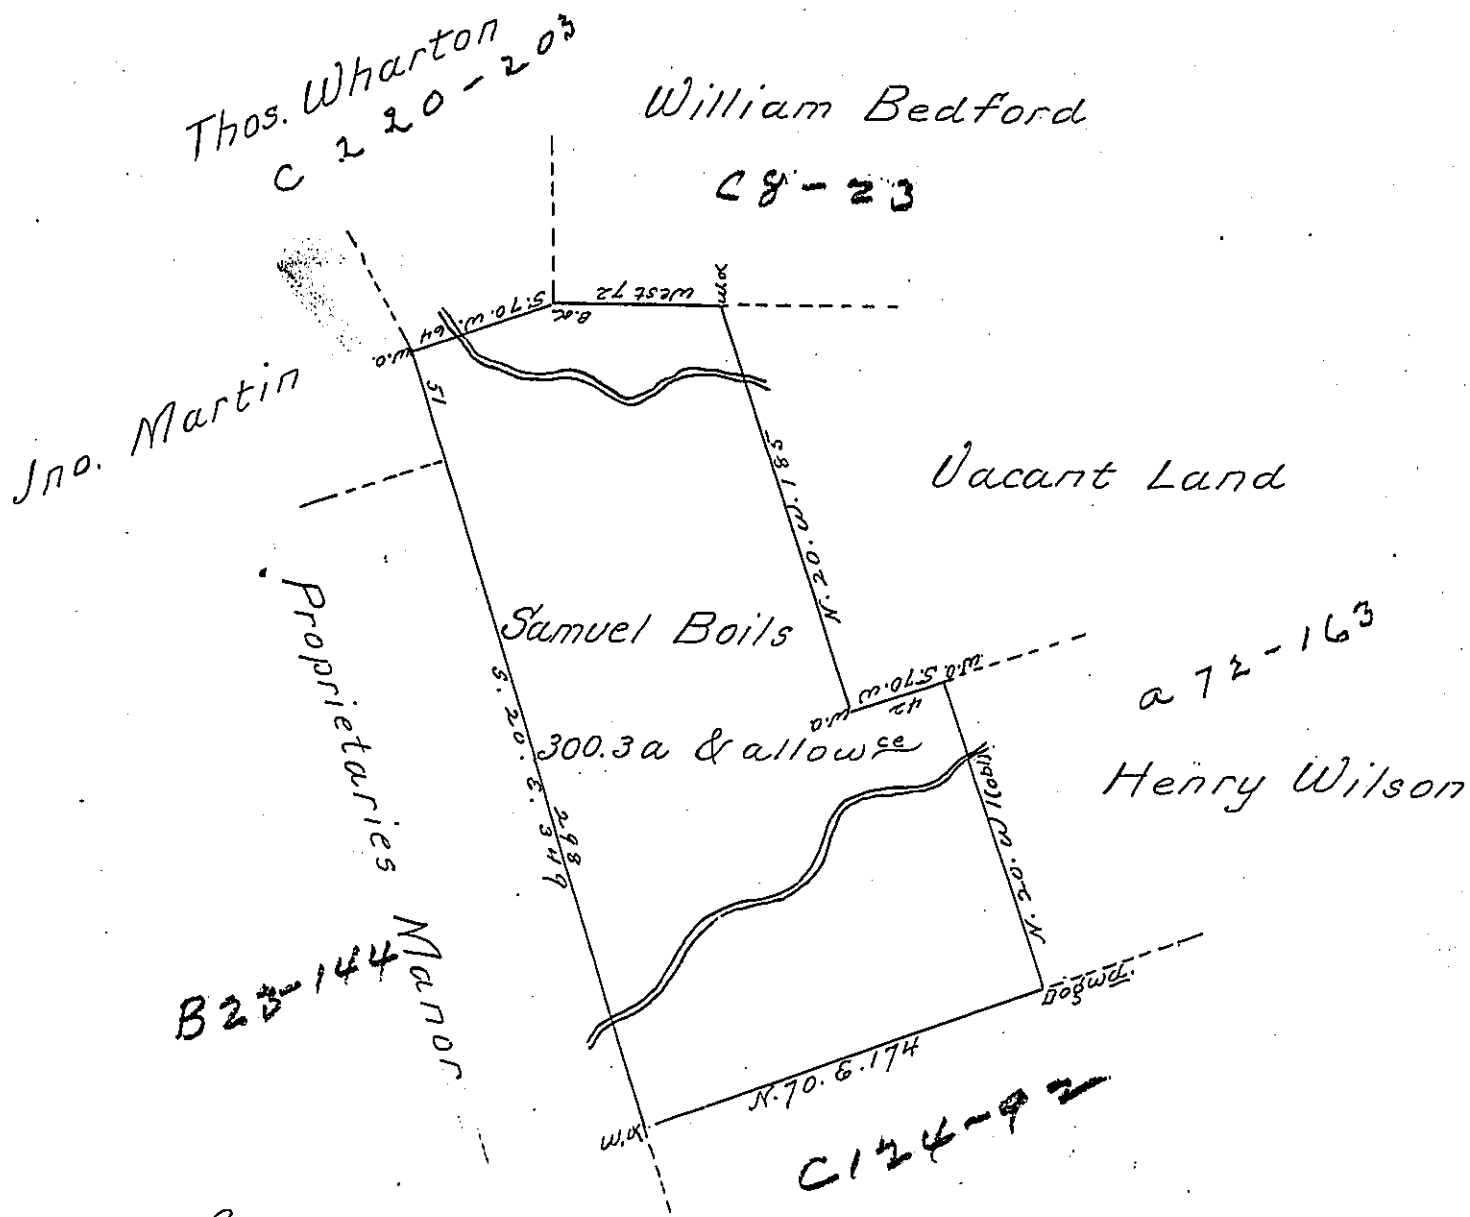 Thos. Wharton
C 220-203
William Bedford
C8-23
West 72
S.70.W. 64
B.O.
W.O.
51
Jno. Martin
N.20.W.185
Vacant Land
Samuel Boils
Proprietaries Manor
S.20.E.349
298
300.3a & allowce
W.O.
S.70.W
42
W.O
a 72-163
Henry Wilson
N.20.W.
B23-144
N.70.E.174
W.O.
C124-92